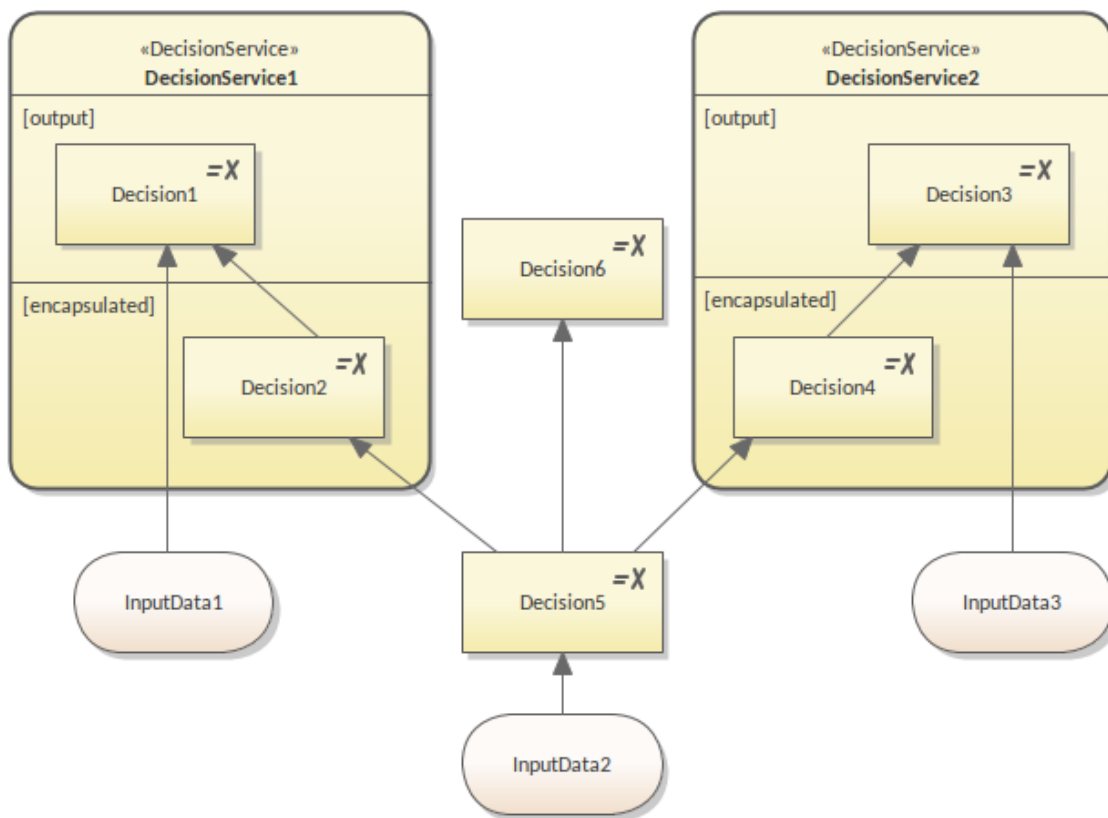 «DecisionService»
DecisionService1
[output]
=X
Decision1
[encapsulated]
=X
Decision2
=X
Decision6
«DecisionService»
DecisionService2
[output]
=X
Decision3
[encapsulated]
=X
Decision4
InputData1
=X
Decision5
InputData3
InputData2